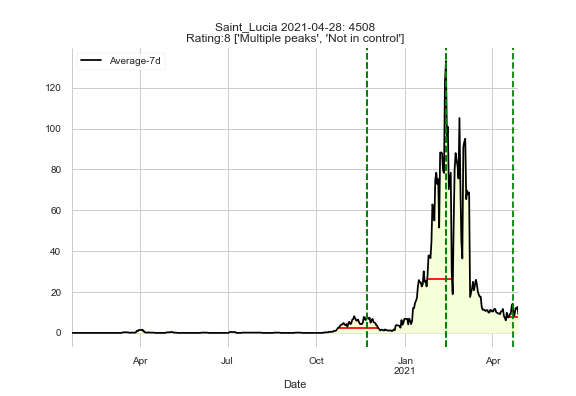 Saint_Lucia 2021-04-28: 4508
Rating:8 ['Multiple peaks', 'Not in control']
Average-7d
120
100
80
60
40
20
0
Apr
Jul
Oct
Jan
2021
Apr
Date